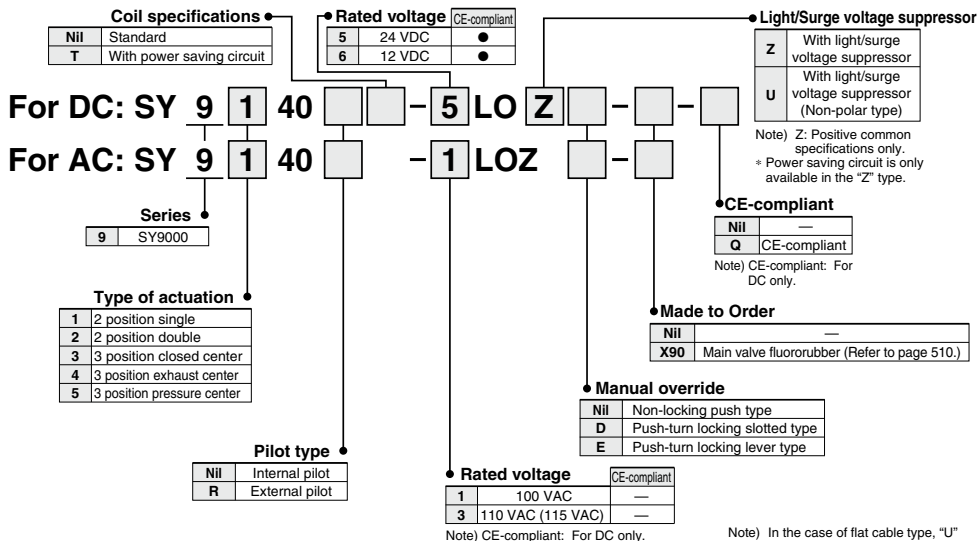 Coil specifications
Nil Standard
T With power saving circuit
Rated voltage CE-compliant
5 24 VDC ●
6 12 VDC ●
Light/Surge voltage suppressor
Z With light/surge voltage suppressor
U With light/surge voltage suppressor (Non-polar type)
Note) Z: Positive common
specifications only.
* Power saving circuit is only
available in the “Z” type.
For DC: SY 9 1 40 – 5 LO Z – –
For AC: SY 9 1 40 – 1 LOZ –
Series
9 SY9000
CE-compliant
Nil —
Q CE-compliant
Note) CE-compliant: For
DC only.
Type of actuation
1 2 position single
2 2 position double
3 3 position closed center
4 3 position exhaust center
5 3 position pressure center
Made to Order
Nil —
X90 Main valve fluororubber (Refer to page 510.)
Manual override
Nil Non-locking push type
D Push-turn locking slotted type
E Push-turn locking lever type
Pilot type
Nil Internal pilot
R External pilot
Rated voltage CE-compliant
1 100 VAC —
3 110 VAC (115 VAC) —
Note) CE-compliant: For DC only.
Note) In the case of flat cable type, “U”